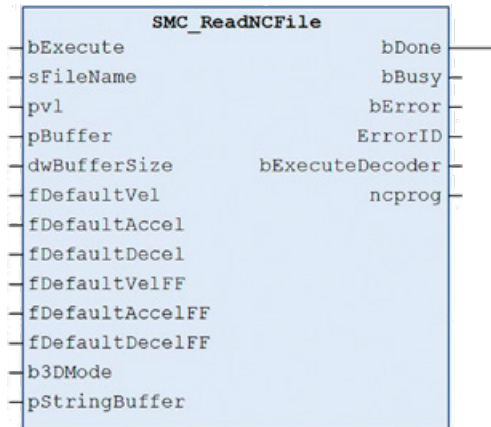 SMC_ReadNCFile
bExecute bDone
sFileName bBusy
pvl bError
pBuffer ErrorID
dwBufferSize bExecuteDecoder
fDefaultVel ncprog
fDefaultAccel
fDefaultDecel
fDefaultVelFF
fDefaultAccelFF
fDefaultDecelFF
b3DMode
pStringBuffer